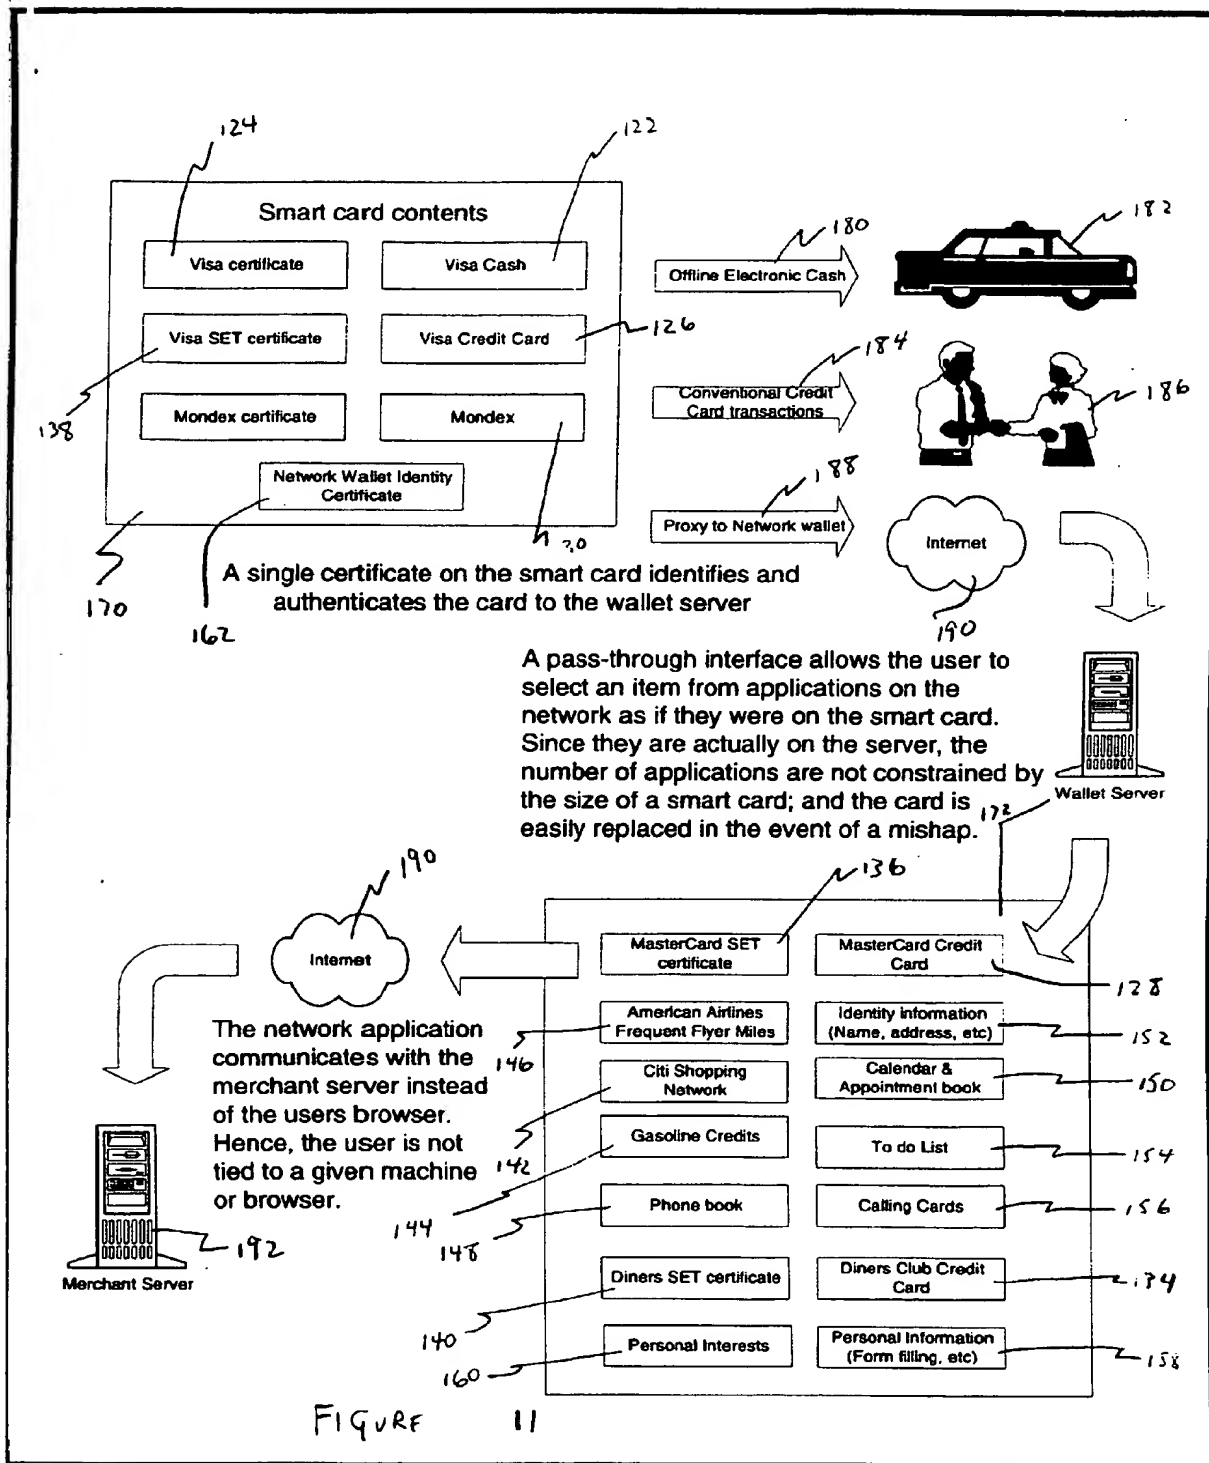 124
122
Smart card contents
Visa certificate
Visa Cash
Visa SET certificate
Visa Credit Card
126
Mondex certificate
Mondex
138
Network Wallet Identity
Certificate
170
162
180
Offline Electronic Cash
182
184
Conventional Credit
Card transactions
186
188
Proxy to Network wallet
Internet
190
A single certificate on the smart card identifies and
authenticates the card to the wallet server
A pass-through interface allows the user to
select an item from applications on the
network as if they were on the smart card.
Since they are actually on the server, the
number of applications are not constrained by
the size of a smart card; and the card is
easily replaced in the event of a mishap.
172
Wallet Server
190
Internet
136
MasterCard SET
certificate
MasterCard Credit
Card
128
The network application
communicates with the
merchant server instead
of the users browser.
Hence, the user is not
tied to a given machine
or browser.
American Airlines
Frequent Flyer Miles
146
Identity information
(Name, address, etc)
152
Citi Shopping
Network
142
Calendar &
Appointment book
150
Gasoline Credits
144
To do List
154
Phone book
148
Calling Cards
156
192
Merchant Server
Diners SET certificate
140
Diners Club Credit
Card
134
Personal Interests
160
Personal Information
(Form filling, etc)
158
FIGURE 11